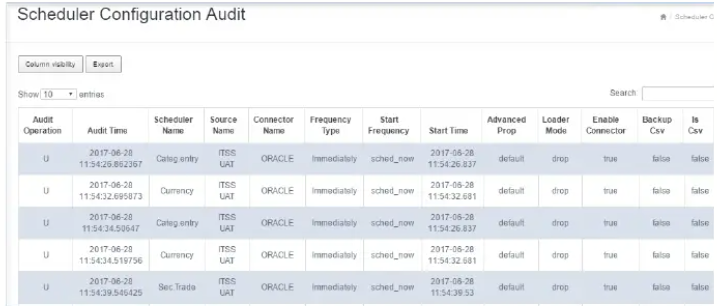 Scheduler Configuration Audit
/ Scheduler C
Column visibility Export
Show 10 entries Search:
Audit Operation Audit Time Scheduler Name Source Name Connector Name Frequency Type Start Frequency Start Time Advanced Prop Loader Mode Enable Connector Backup Csv Is Csv
U 2017-06-28 11:54:26.862367 Categ entry ITSS UAT ORACLE Immediately sched_now 2017-06-28 11:54:26.837 default drop true false false
U 2017-06-28 11:54:32.695873 Currency ITSS UAT ORACLE Immediately sched_now 2017-06-28 11:54:32.681 default drop true false false
U 2017-06-28 11:54:34.50647 Categ entry ITSS UAT ORACLE Immediately sched_now 2017-06-28 11:54:26.837 default drop true false false
U 2017-06-28 11:54:34.519756 Currency ITSS UAT ORACLE Immediately sched_now 2017-06-28 11:54:32.681 default drop true false false
U 2017-06-28 11:54:39.546425 Sec Trade ITSS UAT ORACLE Immediately sched_now 2017-06-28 11:54:39.53 default drop true false false